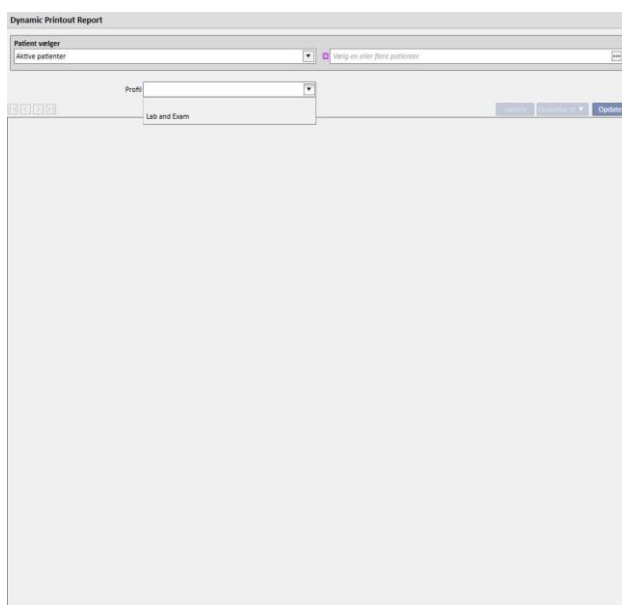 Dynamic Printout Report
Patient vælger
Aktive patienter
Vælg en eller flere patienter
Profil
Opdater
Lab and Exam